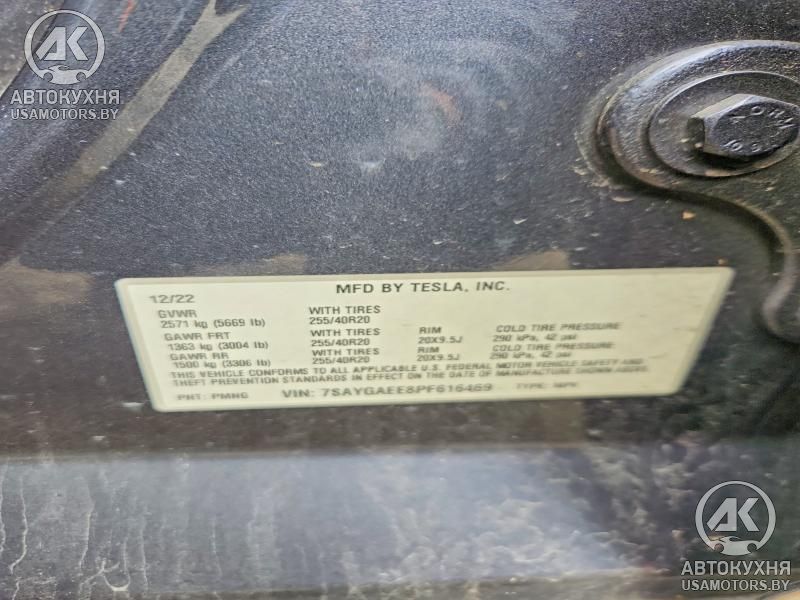 AK
АВТОКУХНЯ
USAMOTORS.BY
MFD BY TESLA, INC.
12/22
GVWR WITH TIRES
2571 kg (5669 lb) 255/40R20
GAWR FRT WITH TIRES RIM COLD TIRE PRESSURE
1363 kg (3004 lb) 255/40R20 20X9.5J 290 kPa, 42 psi
GAWR RR WITH TIRES RIM COLD TIRE PRESSURE
1500 kg (3306 lb) 255/40R20 20X9.5J 290 kPa, 42 psi
THIS VEHICLE CONFORMS TO ALL APPLICABLE U.S. FEDERAL MOTOR VEHICLE SAFETY AND
THEFT PREVENTION STANDARDS IN EFFECT ON THE DATE OF MANUFACTURE SHOWN ABOVE.
PNT: PMNG VIN: 7SAYGAEE8PF616469 TYPE: MPV
AK
АВТОКУХНЯ
USAMOTORS.BY